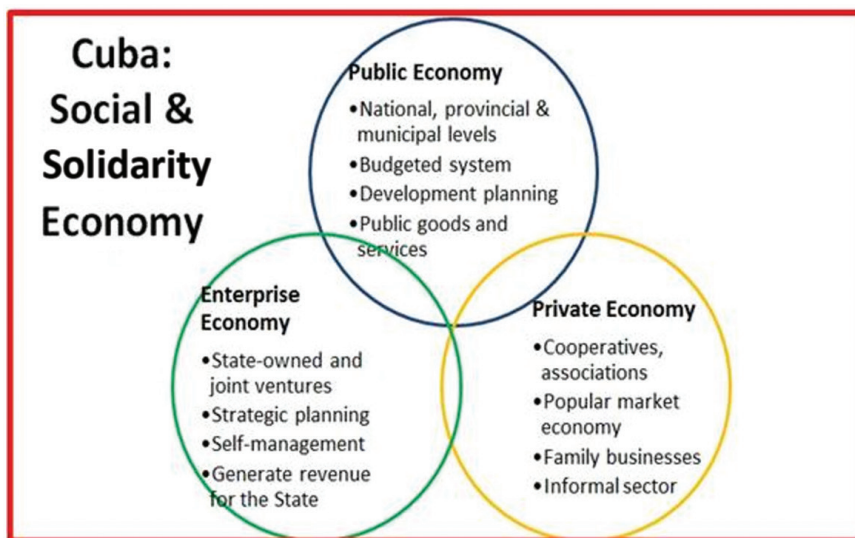 Cuba:
Social &
Solidarity
Economy
Public Economy
•National, provincial &
municipal levels
•Budgeted system
•Development planning
•Public goods and
services
Enterprise
Economy
•State-owned and
joint ventures
•Strategic planning
•Self-management
•Generate revenue
for the State
Private Economy
•Cooperatives,
associations
•Popular market
economy
•Family businesses
•Informal sector